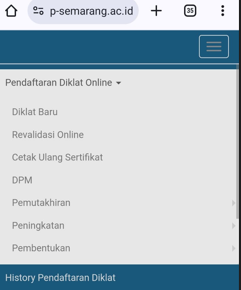 p-semarang.ac.id
35
Pendaftaran Diklat Online
Diklat Baru
Revalidasi Online
Cetak Ulang Sertifikat
DPM
Pemutakhiran
Peningkatan
Pembentukan
History Pendaftaran Diklat